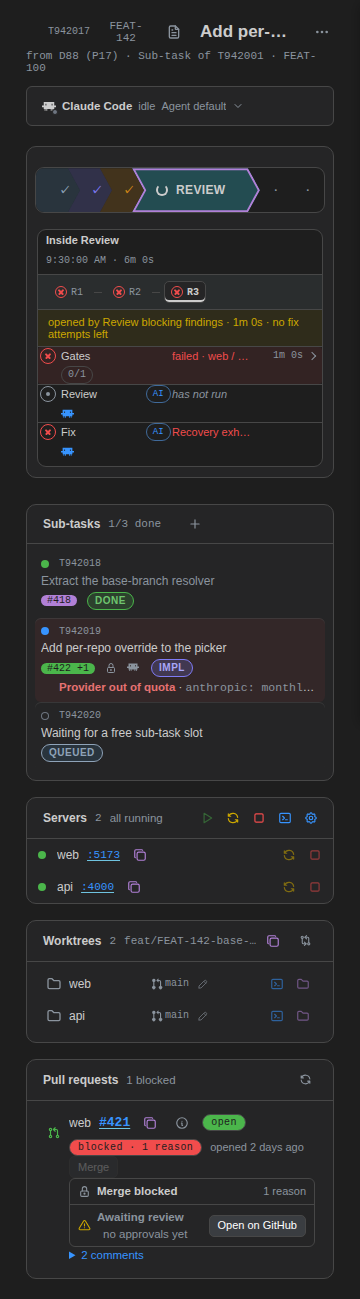 T942017 FEAT-142 Add per-…
from D88 (P17) · Sub-task of T942001 · FEAT-
100
Claude Code idle Agent default
REVIEW
Inside Review
9:30:00 AM · 6m 0s
R1 — R2 — R3
opened by Review blocking findings · 1m 0s · no fix
attempts left
Gates failed · web / … 1m 0s
0/1
Review AI has not run
Fix AI Recovery exh…
Sub-tasks 1/3 done
T942018
Extract the base-branch resolver
#418 DONE
T942019
Add per-repo override to the picker
#422 +1 IMPL
Provider out of quota · anthropic: monthl…
T942020
Waiting for a free sub-task slot
QUEUED
Servers 2 all running
web :5173
api :4000
Worktrees 2 feat/FEAT-142-base-…
web main
api main
Pull requests 1 blocked
web #421 open
blocked · 1 reason opened 2 days ago
Merge
Merge blocked 1 reason
Awaiting review
no approvals yet
Open on GitHub
2 comments